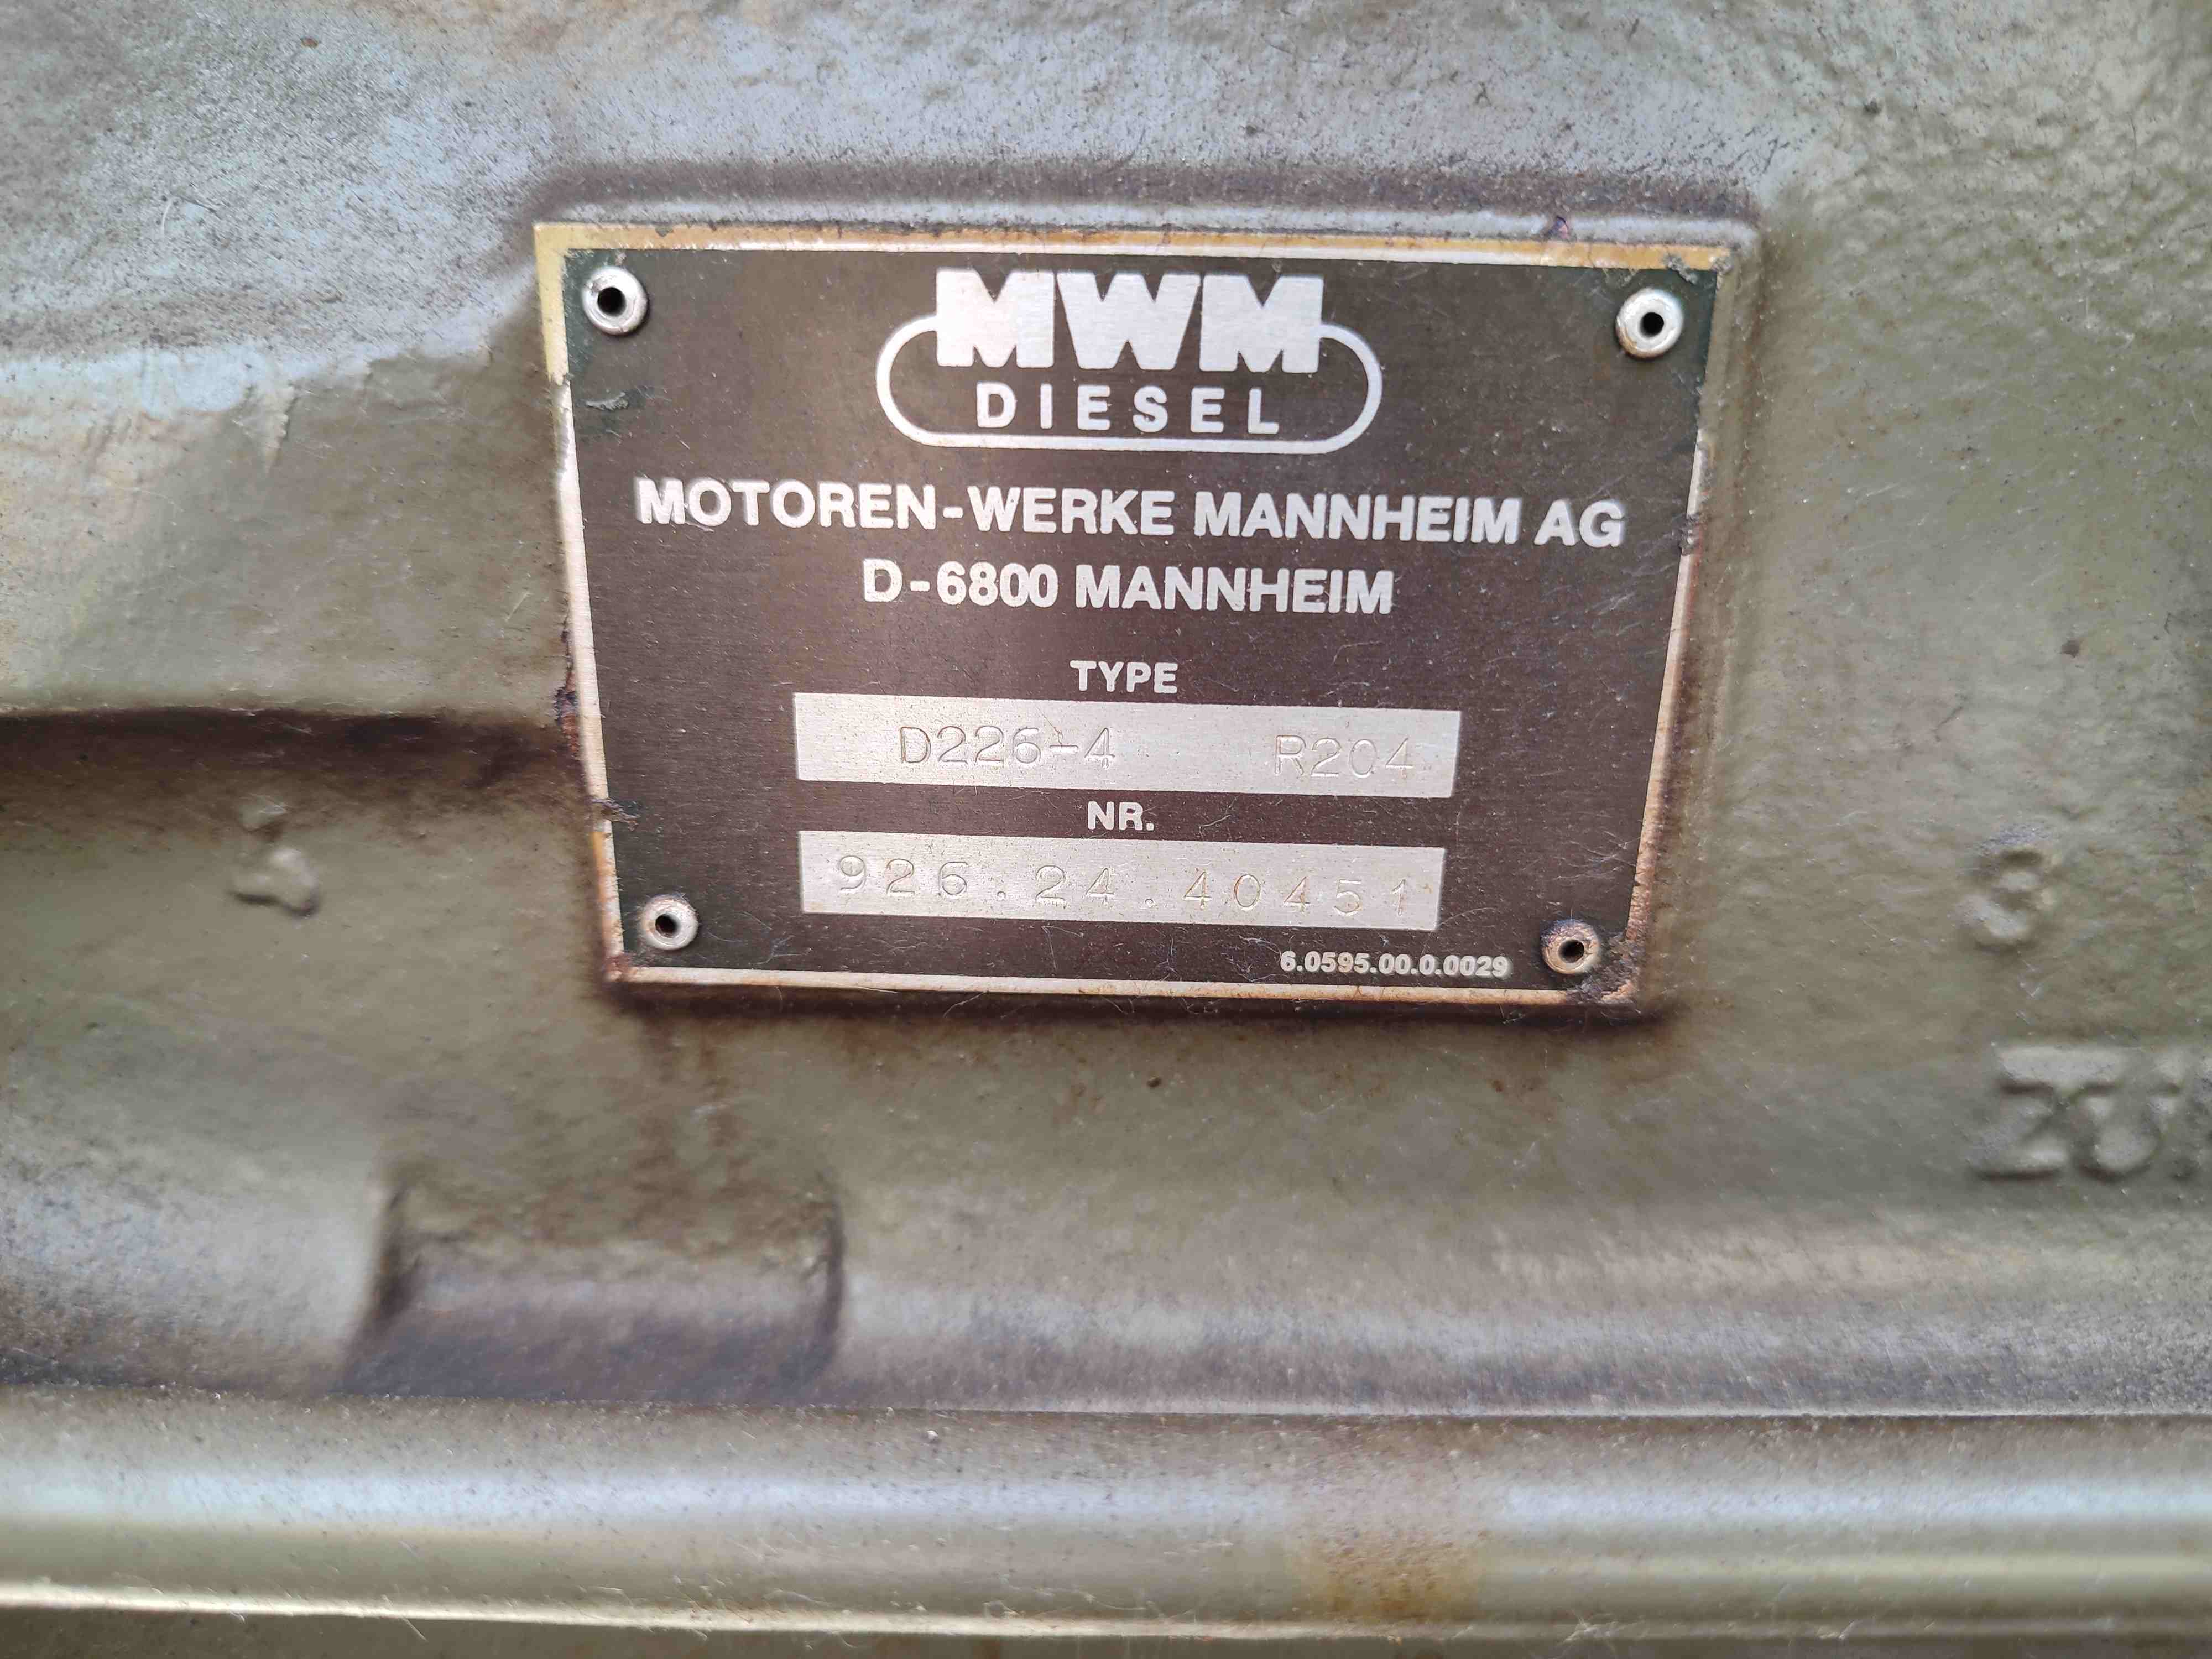 MWM
DIESEL
MOTOREN-WERKE MANNHEIM AG
D-6800 MANNHEIM
TYPE
D226-4 R204
NR.
926.24.40451
6.0595.00.0.0029
3